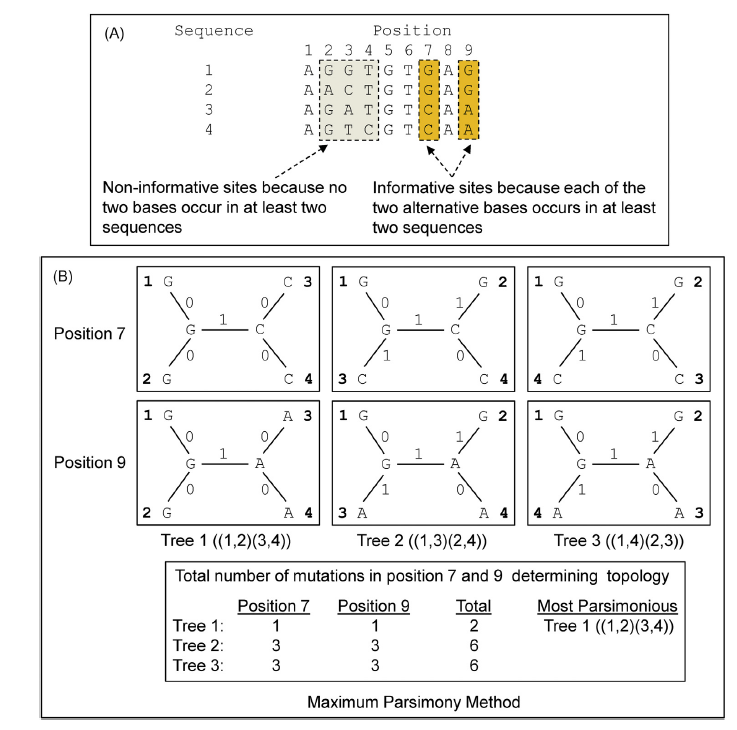 (A) Sequence Position
1 2 3 4 5 6 7 8 9
1 A G G T G T G A G
2 A A C T G T G A G
3 A G A T G T C A A
4 A G T C G T C A A
Non-informative sites because no
two bases occur in at least two
sequences
Informative sites because each of the
two alternative bases occurs in at least
two sequences
(B)
Position 7
1 G C 3
0 0
G 1 C
0 0
2 G C 4
1 G G 2
0 1
G 1 C
1 0
3 C C 4
1 G G 2
0 1
G 1 C
1 0
4 C C 3
Position 9
1 G A 3
0 0
G 1 A
0 0
2 G A 4
1 G G 2
0 1
G 1 A
1 0
3 A A 4
1 G G 2
0 1
G 1 A
1 0
4 A A 3
Tree 1 ((1,2)(3,4)) Tree 2 ((1,3)(2,4)) Tree 3 ((1,4)(2,3))
Total number of mutations in position 7 and 9 determining topology
Position 7 Position 9 Total Most Parsimonious
Tree 1: 1 1 2 Tree 1 ((1,2)(3,4))
Tree 2: 3 3 6
Tree 3: 3 3 6
Maximum Parsimony Method